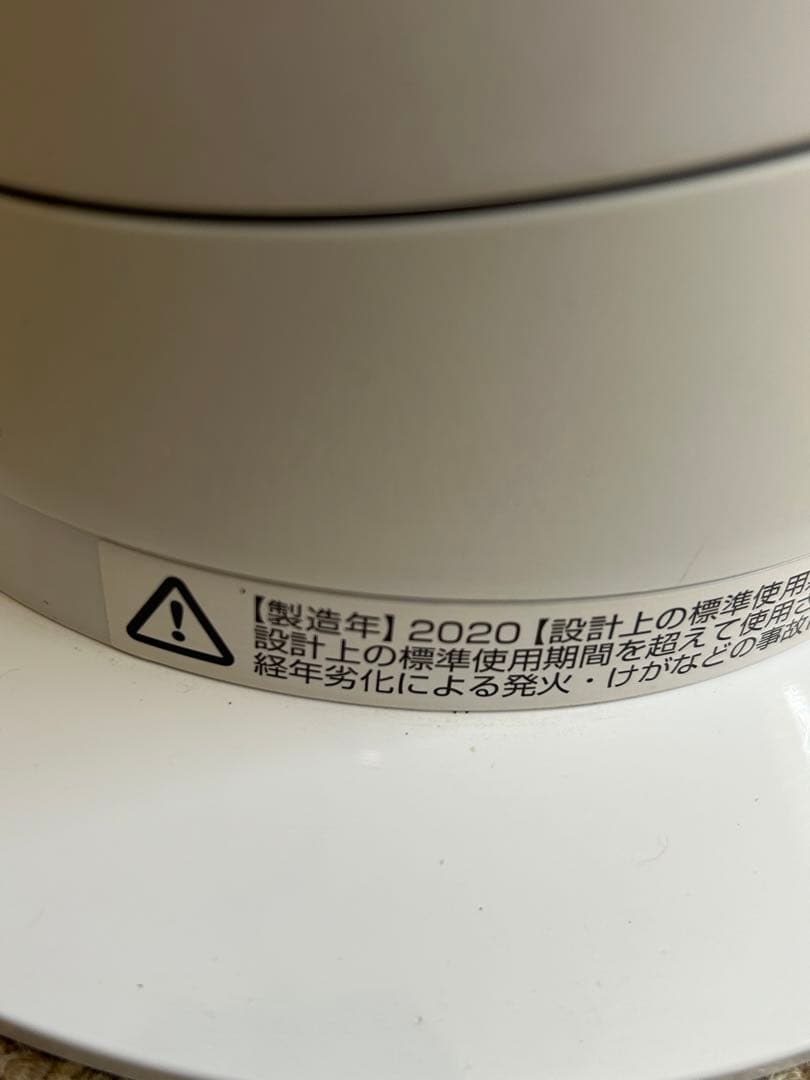 【製造年】2020【設計上の標準使用
設計上の標準使用期間を超えて使用
経年劣化による発火・けがなどの事故